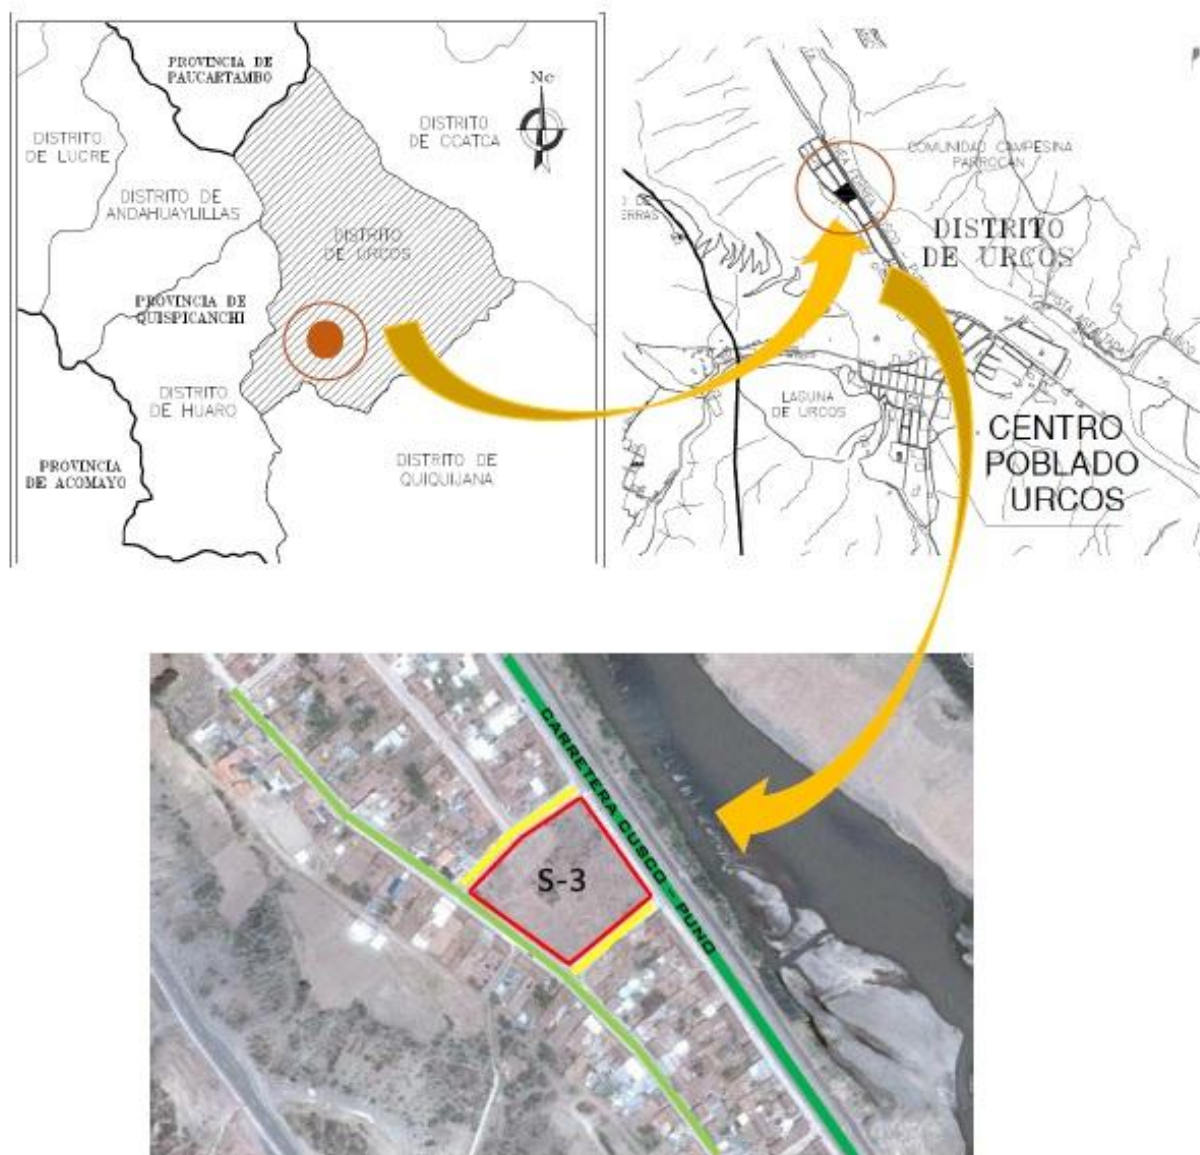 PROVINCIA DE
PAUCARTAMBO
Nc
DISTRITO
DE LUCRE
DISTRITO
DE CCATCA
DISTRITO DE
ANDAHUAYLILLAS
DISTRITO
DE URCOS
PROVINCIA DE
QUISPICANCHI
DISTRITO
DE HUARO
PROVINCIA
DE ACOMAYO
DISTRITO DE
QUIQUIJANA
COMUNIDAD CAMPESINA
PARROCAN
DISTRITO
DE URCOS
LAGUNA
DE URCOS
CENTRO
POBLADO
URCOS
CARRETERA CUSCO - PUNO
S-3